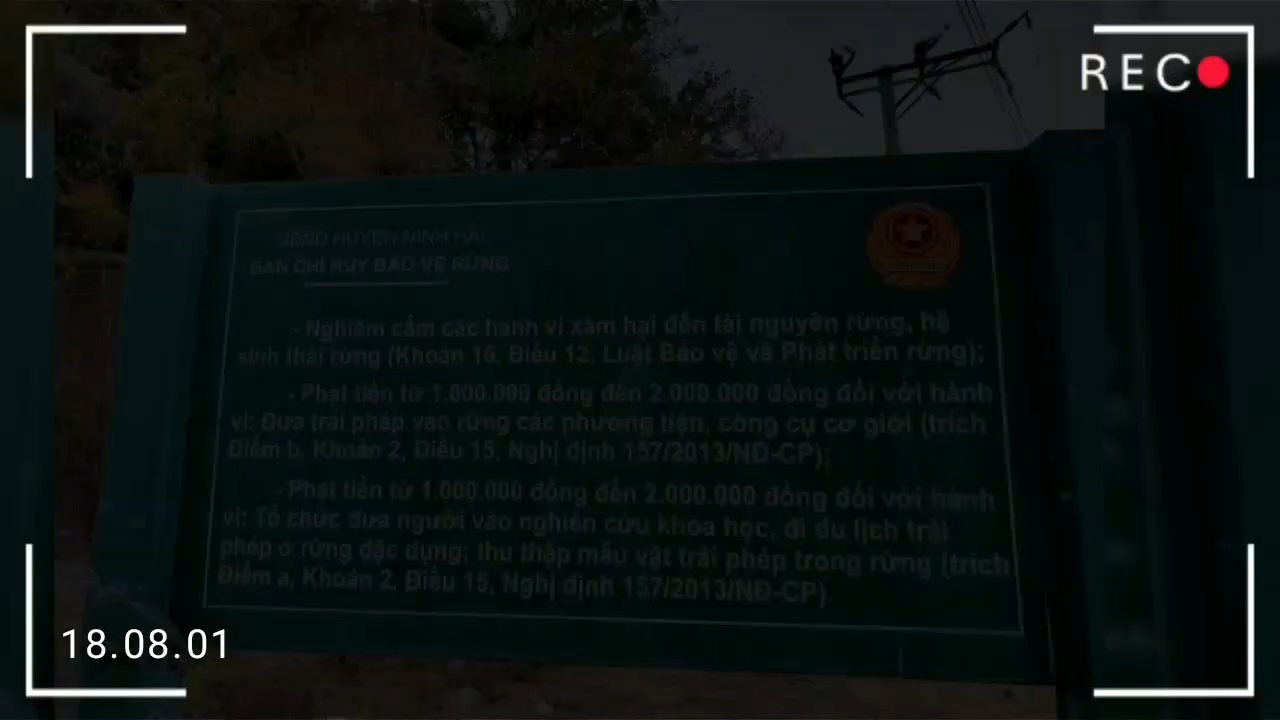 REC
UBND HUYỆN NINH HẢI
BAN CHỈ HUY BẢO VỆ RỪNG
- Nghiêm cấm các hành vi xâm hại đến tài nguyên rừng, hệ
sinh thái rừng (Khoản 16, Điều 12, Luật Bảo vệ và Phát triển rừng);
- Phạt tiền từ 1.000.000 đồng đến 2.000.000 đồng đối với hành
vi: Đưa trái phép vào rừng các phương tiện, công cụ cơ giới (trích
Điểm b, Khoản 2, Điều 15, Nghị định 157/2013/NĐ-CP);
- Phạt tiền từ 1.000.000 đồng đến 2.000.000 đồng đối với hành
vi: Tổ chức đưa người vào nghiên cứu khoa học, đi du lịch trái
phép ở rừng đặc dụng; thu thập mẫu vật trái phép trong rừng (trích
Điểm a, Khoản 2, Điều 15, Nghị định 157/2013/NĐ-CP).
18.08.01